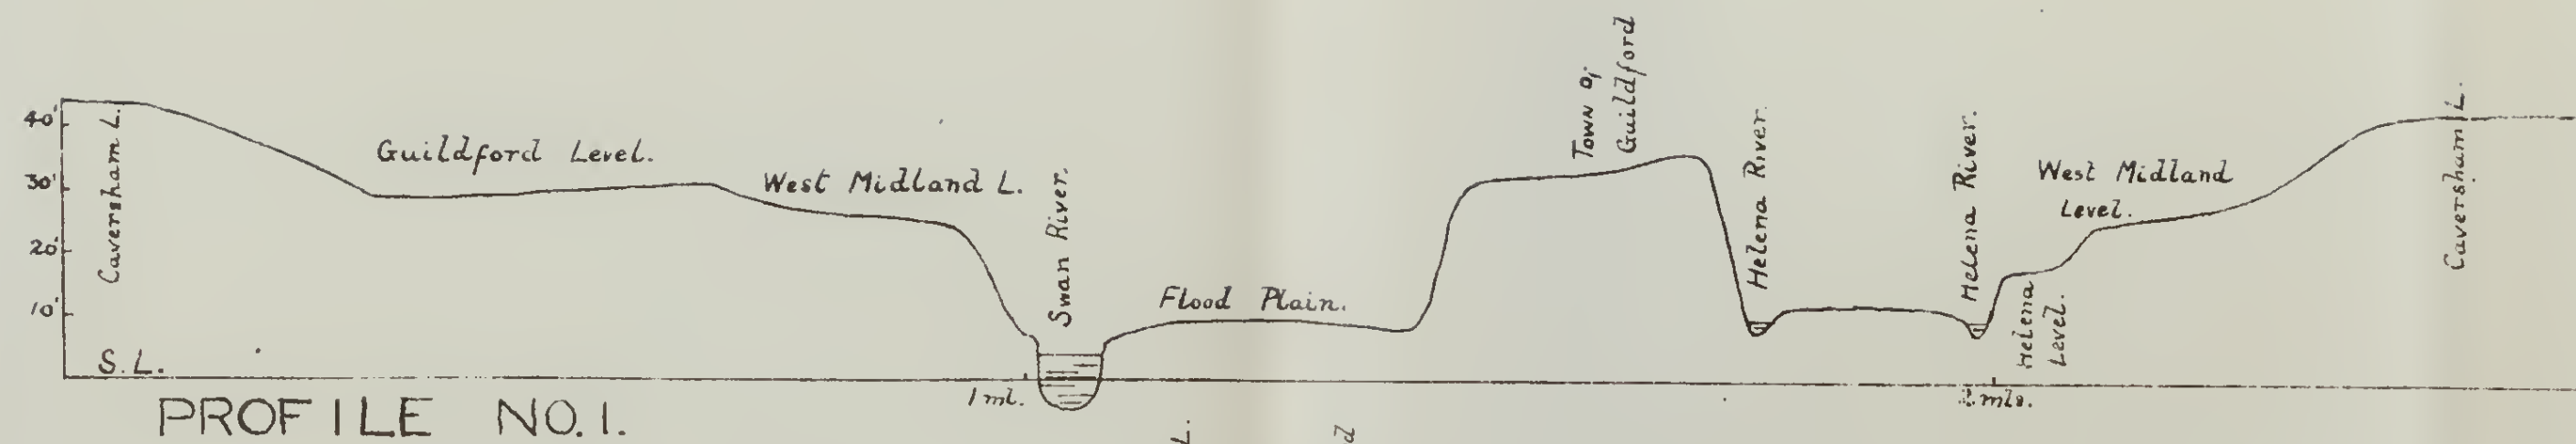 40'
30'
20'
10'
S.L.
Caversham L.
Guildford Level.
West Midland L.
Swan River.
Flood Plain.
Town of
Guildford
Helena River.
Helena River.
Helena
Level.
West Midland
Level.
Caversham L.
1 ml.
2 mls.
PROFILE NO. 1.
L.
d